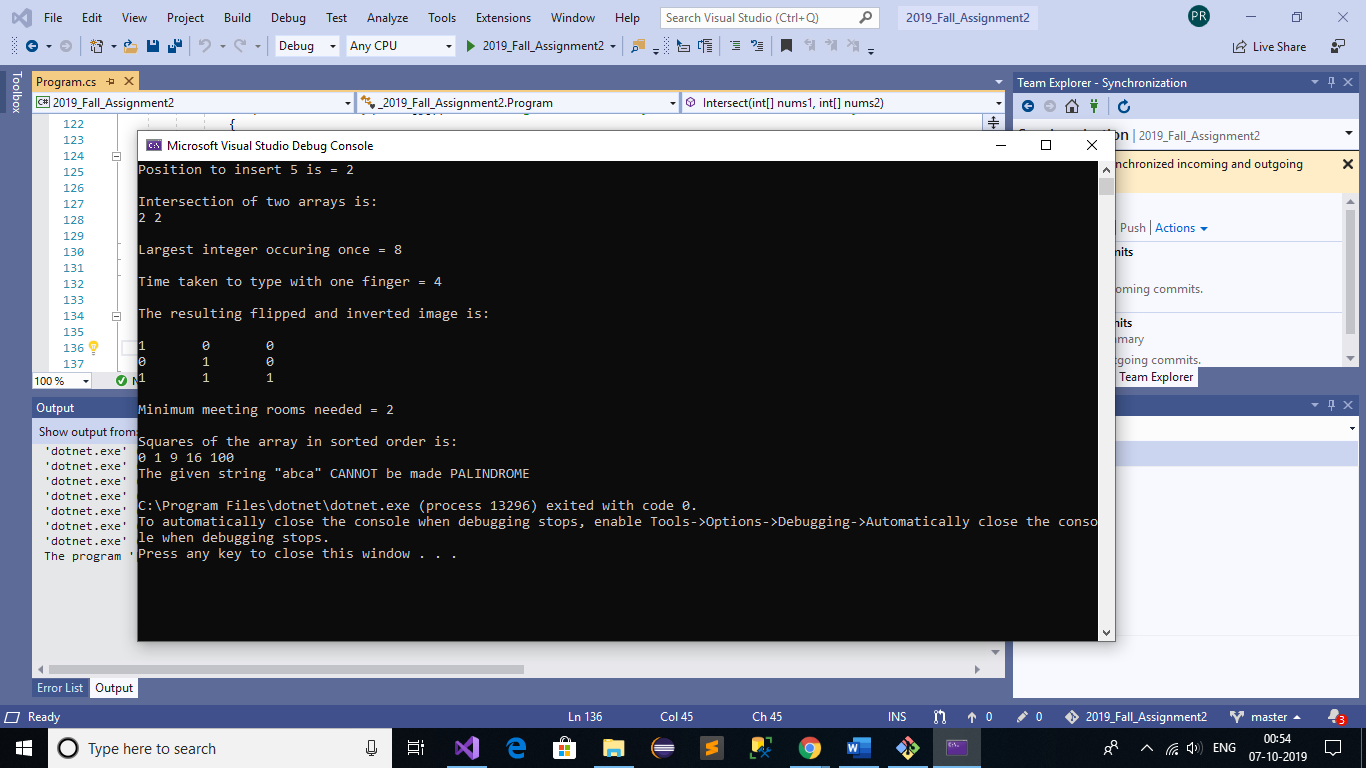 File Edit View Project Build Debug Test Analyze Tools Extensions Window Help Search Visual Studio (Ctrl+Q) 2019_Fall_Assignment2 PR
Debug Any CPU 2019_Fall_Assignment2 Live Share
Toolbox
Program.cs
C# 2019_Fall_Assignment2 _2019_Fall_Assignment2.Program Intersect(int[] nums1, int[] nums2)
122 {
123
124
125
126
127
128
129
130
131
132
133
134
135
136
137
100 %
Microsoft Visual Studio Debug Console
Position to insert 5 is = 2
Intersection of two arrays is:
2 2
Largest integer occuring once = 8
Time taken to type with one finger = 4
The resulting flipped and inverted image is:
1 0 0
0 1 0
1 1 1
Minimum meeting rooms needed = 2
Squares of the array in sorted order is:
0 1 9 16 100
The given string "abca" CANNOT be made PALINDROME
C:\Program Files\dotnet\dotnet.exe (process 13296) exited with code 0.
To automatically close the console when debugging stops, enable Tools->Options->Debugging->Automatically close the conso
le when debugging stops.
Press any key to close this window . . .
Team Explorer - Synchronization
| 2019_Fall_Assignment2
nchronized incoming and outgoing
Push | Actions
nits
oming commits.
nits
mary
tgoing commits.
Team Explorer
Output
Show output from:
'dotnet.exe'
'dotnet.exe'
'dotnet.exe'
'dotnet.exe'
'dotnet.exe'
'dotnet.exe'
'dotnet.exe'
The program '
Error List Output
Ready Ln 136 Col 45 Ch 45 INS 0 0 2019_Fall_Assignment2 master 3
Type here to search ENG 00:54
07-10-2019